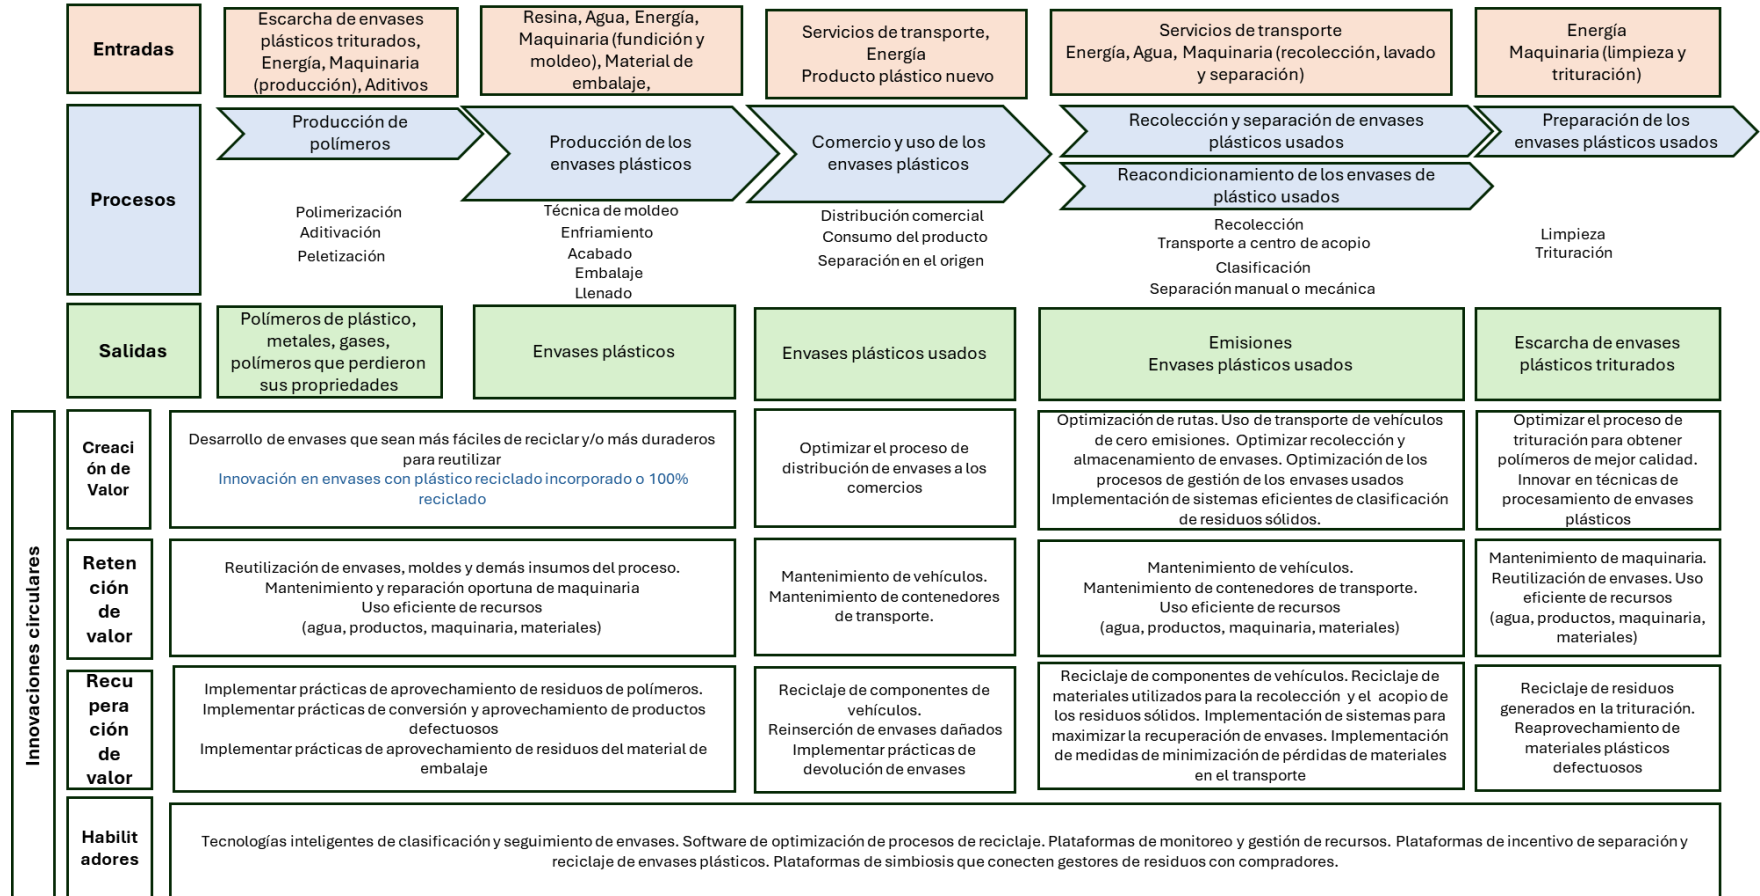 Entradas
Escarcha de envases
plásticos triturados,
Energía, Maquinaria
(producción), Aditivos
Resina, Agua, Energía,
Maquinaria (fundición y
moldeo), Material de
embalaje,
Servicios de transporte,
Energía
Producto plástico nuevo
Servicios de transporte
Energía, Agua, Maquinaria (recolección, lavado
y separación)
Energía
Maquinaria (limpieza y
trituración)
Procesos
Producción de
polímeros
Polimerización
Aditivación
Peletización
Producción de los
envases plásticos
Técnica de moldeo
Enfriamiento
Acabado
Embalaje
Llenado
Comercio y uso de los
envases plásticos
Distribución comercial
Consumo del producto
Separación en el origen
Recolección y separación de envases
plásticos usados
Reacondicionamiento de los envases de
plástico usados
Recolección
Transporte a centro de acopio
Clasificación
Separación manual o mecánica
Preparación de los
envases plásticos usados
Limpieza
Trituración
Salidas
Polímeros de plástico,
metales, gases,
polímeros que perdieron
sus propiedades
Envases plásticos
Envases plásticos usados
Emisiones
Envases plásticos usados
Escarcha de envases
plásticos triturados
Innovaciones circulares
Creaci
ón de
Valor
Desarrollo de envases que sean más fáciles de reciclar y/o más duraderos
para reutilizar
Innovación en envases con plástico reciclado incorporado o 100%
reciclado
Optimizar el proceso de
distribución de envases a los
comercios
Optimización de rutas. Uso de transporte de vehículos
de cero emisiones. Optimizar recolección y
almacenamiento de envases. Optimización de los
procesos de gestión de los envases usados
Implementación de sistemas eficientes de clasificación
de residuos sólidos.
Optimizar el proceso de
trituración para obtener
polímeros de mejor calidad.
Innovar en técnicas de
procesamiento de envases
plásticos
Reten
ción
de
valor
Reutilización de envases, moldes y demás insumos del proceso.
Mantenimiento y reparación oportuna de maquinaria
Uso eficiente de recursos
(agua, productos, maquinaria, materiales)
Mantenimiento de vehículos.
Mantenimiento de contenedores
de transporte.
Mantenimiento de vehículos.
Mantenimiento de contenedores de transporte.
Uso eficiente de recursos
(agua, productos, maquinaria, materiales)
Mantenimiento de maquinaria.
Reutilización de envases. Uso
eficiente de recursos
(agua, productos, maquinaria,
materiales)
Recu
pera
ción
de
valor
Implementar prácticas de aprovechamiento de residuos de polímeros.
Implementar prácticas de conversión y aprovechamiento de productos
defectuosos
Implementar prácticas de aprovechamiento de residuos del material de
embalaje
Reciclaje de componentes de
vehículos.
Reinserción de envases dañados
Implementar prácticas de
devolución de envases
Reciclaje de componentes de vehículos. Reciclaje de
materiales utilizados para la recolección y el acopio de
los residuos sólidos. Implementación de sistemas para
maximizar la recuperación de envases. Implementación
de medidas de minimización de pérdidas de materiales
en el transporte
Reciclaje de residuos
generados en la trituración.
Reaprovechamiento de
materiales plásticos
defectuosos
Habilit
adores
Tecnologías inteligentes de clasificación y seguimiento de envases. Software de optimización de procesos de reciclaje. Plataformas de monitoreo y gestión de recursos. Plataformas de incentivo de separación y
reciclaje de envases plásticos. Plataformas de simbiosis que conecten gestores de residuos con compradores.